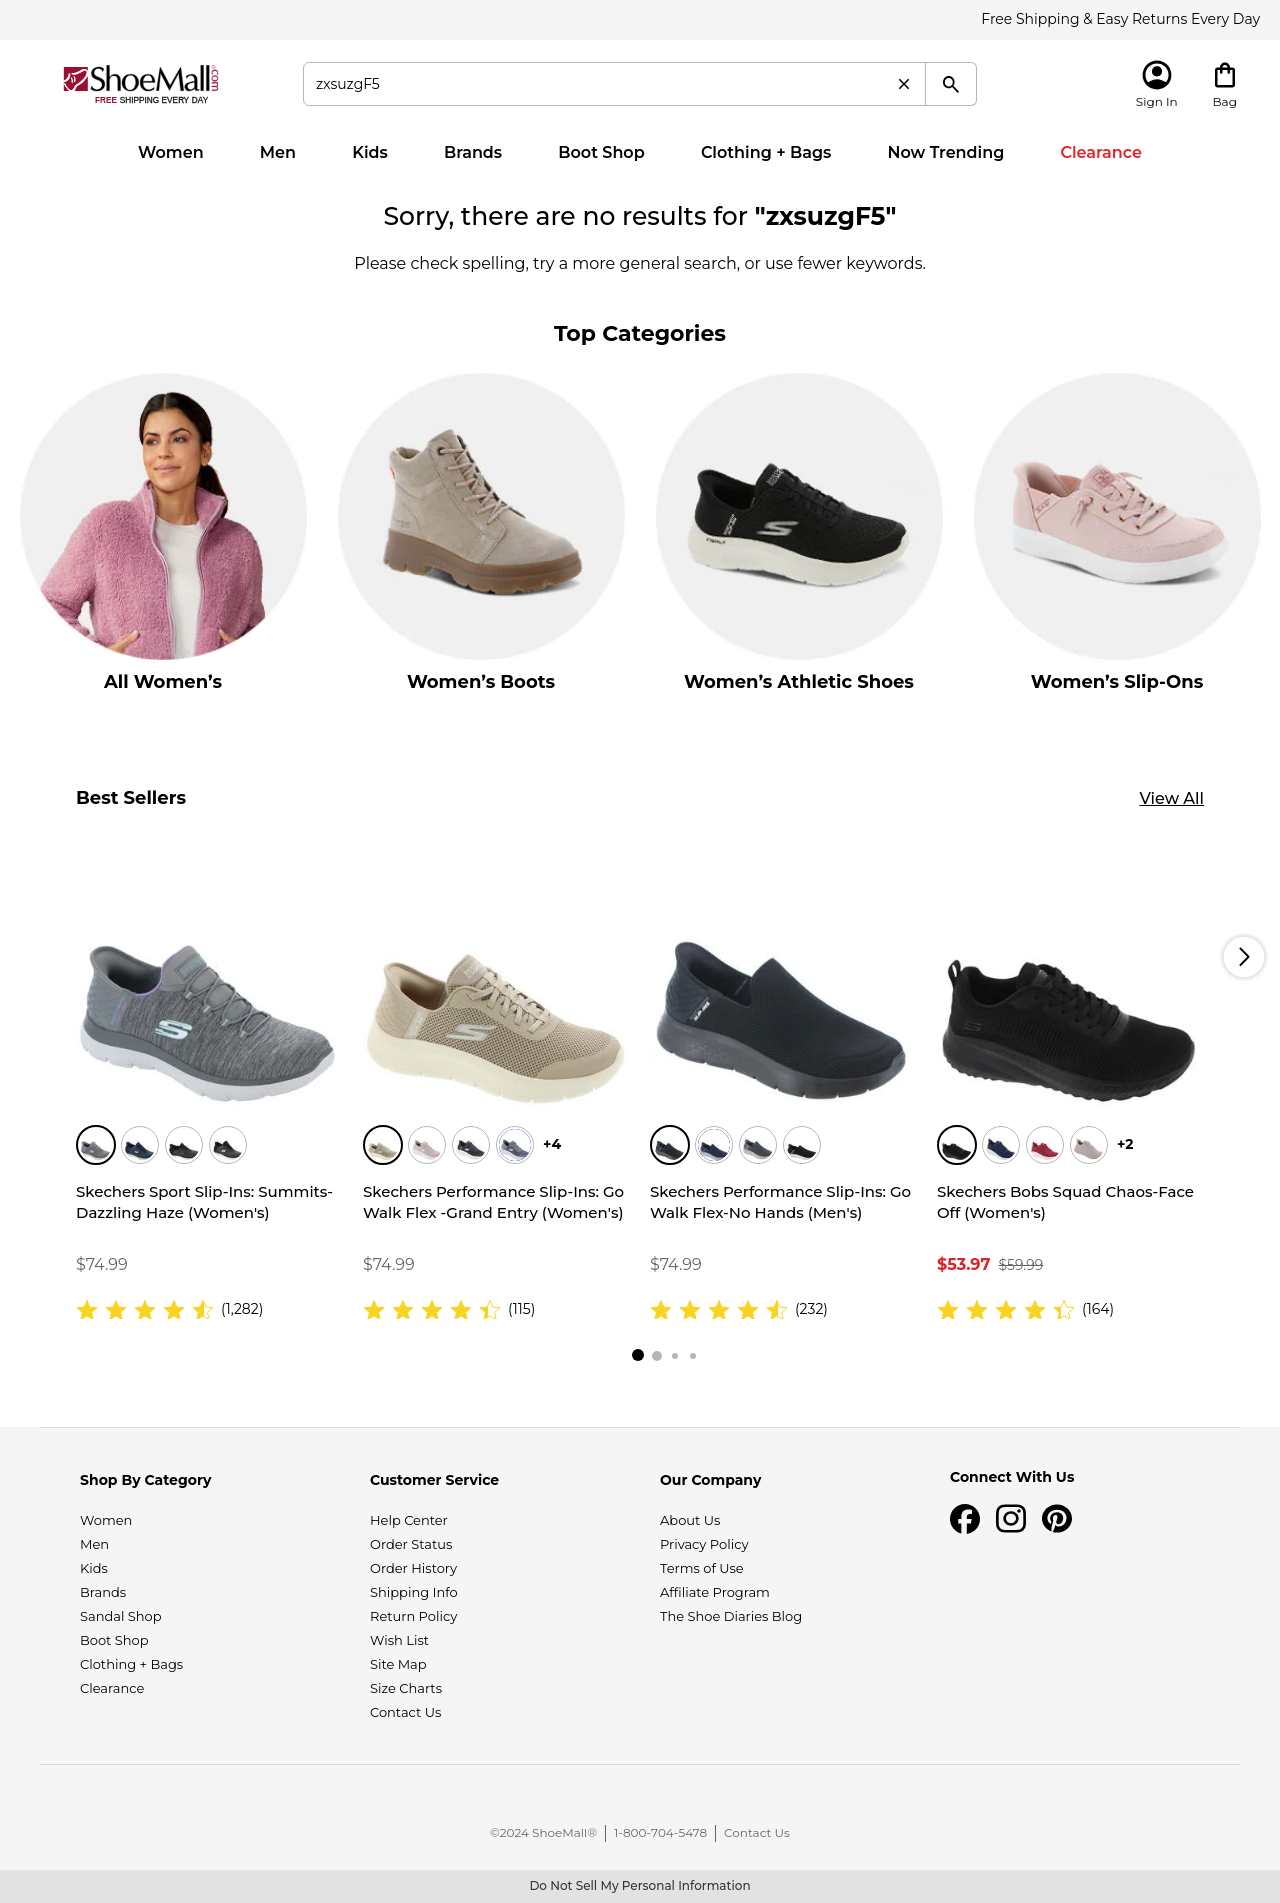 Free Shipping & Easy Returns Every Day
ShoeMall®.com
FREE SHIPPING EVERY DAY
zxsuzgF5
Sign In
Bag
Women
Men
Kids
Brands
Boot Shop
Clothing + Bags
Now Trending
Clearance
Sorry, there are no results for "zxsuzgF5"
Please check spelling, try a more general search, or use fewer keywords.
Top Categories
All Women’s
Women’s Boots
Women’s Athletic Shoes
Women’s Slip-Ons
Best Sellers
View All
+4
+2
Skechers Sport Slip-Ins: Summits-
Dazzling Haze (Women's)
$74.99
(1,282)
Skechers Performance Slip-Ins: Go
Walk Flex -Grand Entry (Women's)
$74.99
(115)
Skechers Performance Slip-Ins: Go
Walk Flex-No Hands (Men's)
$74.99
(232)
Skechers Bobs Squad Chaos-Face
Off (Women's)
$53.97 $59.99
(164)
Shop By Category
Women
Men
Kids
Brands
Sandal Shop
Boot Shop
Clothing + Bags
Clearance
Customer Service
Help Center
Order Status
Order History
Shipping Info
Return Policy
Wish List
Site Map
Size Charts
Contact Us
Our Company
About Us
Privacy Policy
Terms of Use
Affiliate Program
The Shoe Diaries Blog
Connect With Us
©2024 ShoeMall®
1-800-704-5478
Contact Us
Do Not Sell My Personal Information